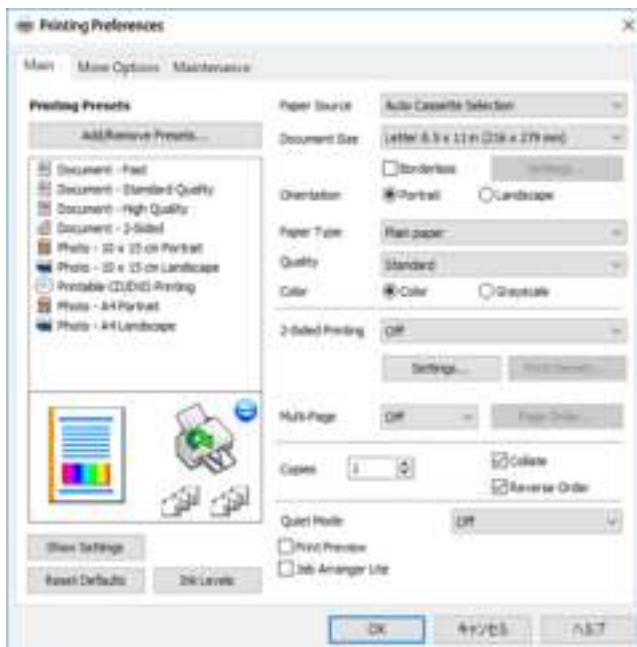 Printing Preferences
Main More Options Maintenance
Printing Presets
Add/Remove Presets...
Document - Fast
Document - Standard Quality
Document - High Quality
Document - 2-Sided
Photo - 10 x 15 cm Portrait
Photo - 10 x 15 cm Landscape
Printable CD/DVD Printing
Photo - A4 Portrait
Photo - A4 Landscape
Show Settings
Reset Defaults Ink Levels
Paper Source Auto Cassette Selection
Document Size Letter 8.5 x 11 in (216 x 279 mm)
Borderless Settings...
Orientation Portrait Landscape
Paper Type Plain paper
Quality Standard
Color Color Grayscale
2-Sided Printing Off
Settings...
Multi-Page Off Page Order...
Copies 1 Collate
Reverse Order
Quiet Mode Off
Print Preview
Job Arranger Lite
OK キャンセル ヘルプ